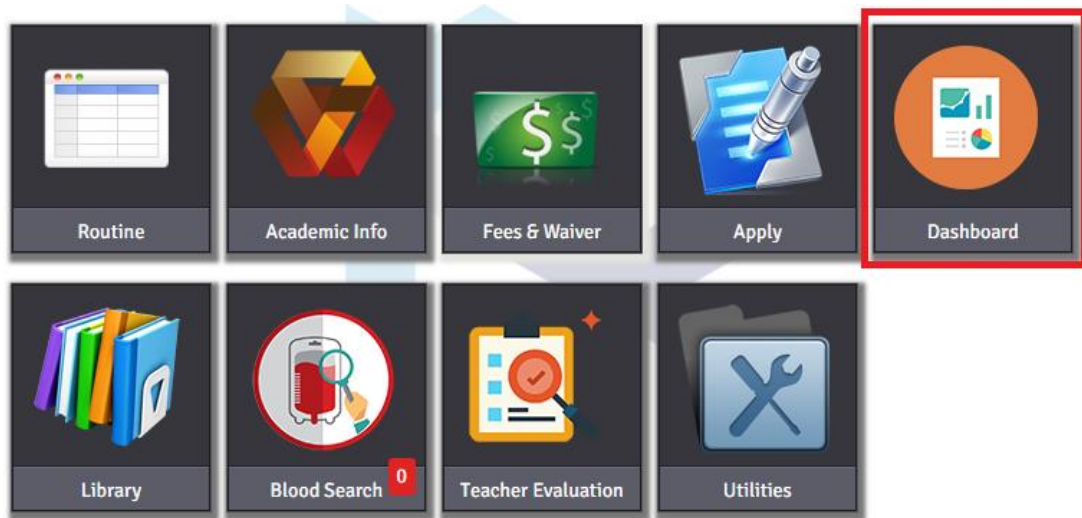 Routine
Academic Info
Fees & Waiver
Apply
Dashboard
Library
Blood Search
0
Teacher Evaluation
Utilities